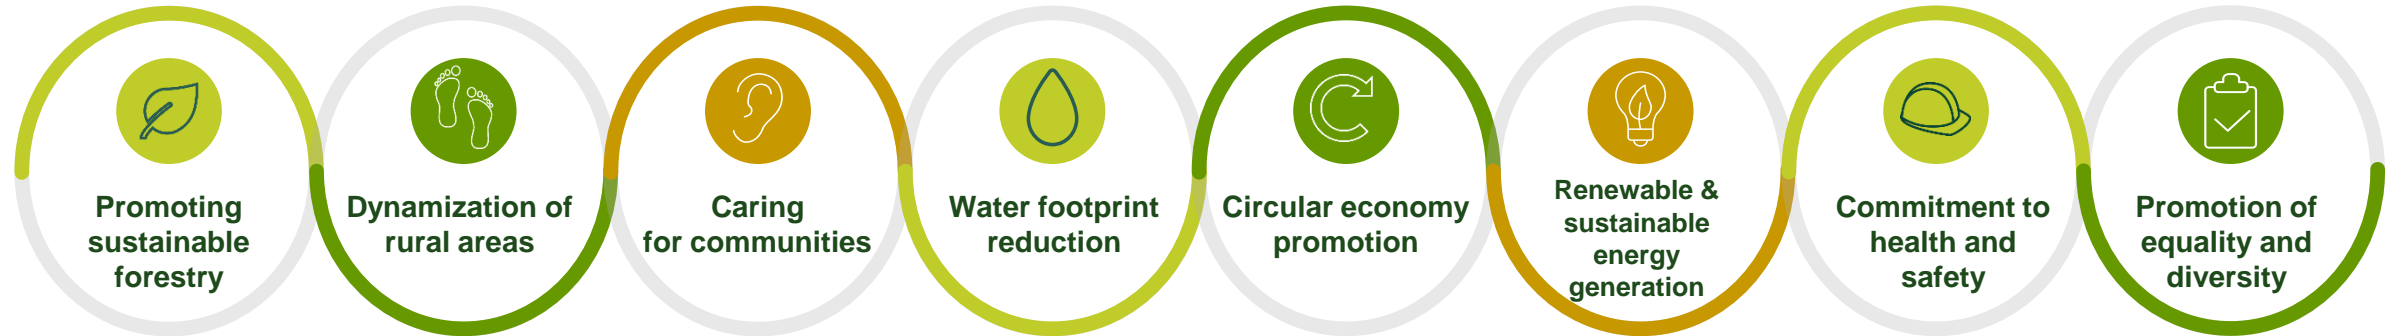 Promoting
sustainable
forestry
Dynamization of
rural areas
Caring
for communities
Water footprint
reduction
Circular economy
promotion
Renewable &
sustainable
energy
generation
Commitment to
health and
safety
Promotion of
equality and
diversity